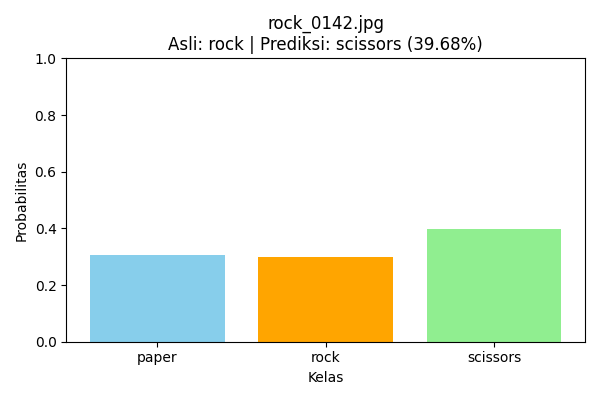 rock_0142.jpg
Asli: rock | Prediksi: scissors (39.68%)
1.0
0.8
0.6
0.4
0.2
0.0
Probabilitas
paper rock scissors
Kelas